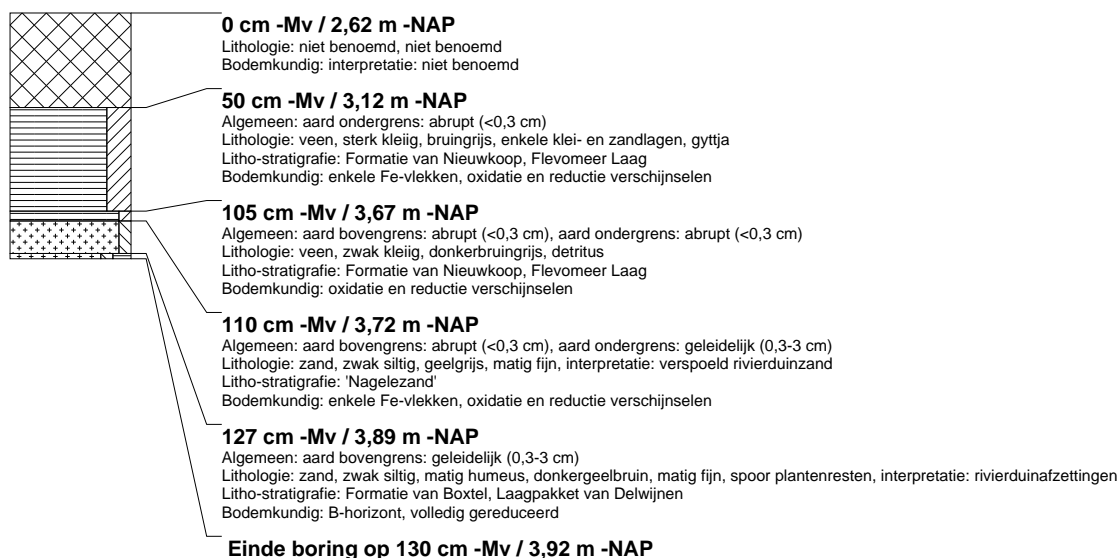 0 cm -Mv / 2,62 m -NAP
Lithologie: niet benoemd, niet benoemd
Bodemkundig: interpretatie: niet benoemd
50 cm -Mv / 3,12 m -NAP
Algemeen: aard ondergrens: abrupt (<0,3 cm)
Lithologie: veen, sterk kleiig, bruingrijs, enkele klei- en zandlagen, gyttja
Litho-stratigrafie: Formatie van Nieuwkoop, Flevomeer Laag
Bodemkundig: enkele Fe-vlekken, oxidatie en reductie verschijnselen
105 cm -Mv / 3,67 m -NAP
Algemeen: aard bovengrens: abrupt (<0,3 cm), aard ondergrens: abrupt (<0,3 cm)
Lithologie: veen, zwak kleiig, donkerbruingrijs, detritus
Litho-stratigrafie: Formatie van Nieuwkoop, Flevomeer Laag
Bodemkundig: oxidatie en reductie verschijnselen
110 cm -Mv / 3,72 m -NAP
Algemeen: aard bovengrens: abrupt (<0,3 cm), aard ondergrens: geleidelijk (0,3-3 cm)
Lithologie: zand, zwak siltig, geelgrijs, matig fijn, interpretatie: verspoeld rivierduinzand
Litho-stratigrafie: 'Nagelezand'
Bodemkundig: enkele Fe-vlekken, oxidatie en reductie verschijnselen
127 cm -Mv / 3,89 m -NAP
Algemeen: aard bovengrens: geleidelijk (0,3-3 cm)
Lithologie: zand, zwak siltig, matig humeus, donkergeelbruin, matig fijn, spoor plantenresten, interpretatie: rivierduinafzettingen
Litho-stratigrafie: Formatie van Boxtel, Laagpakket van Delwijnen
Bodemkundig: B-horizont, volledig gereduceerd
Einde boring op 130 cm -Mv / 3,92 m -NAP